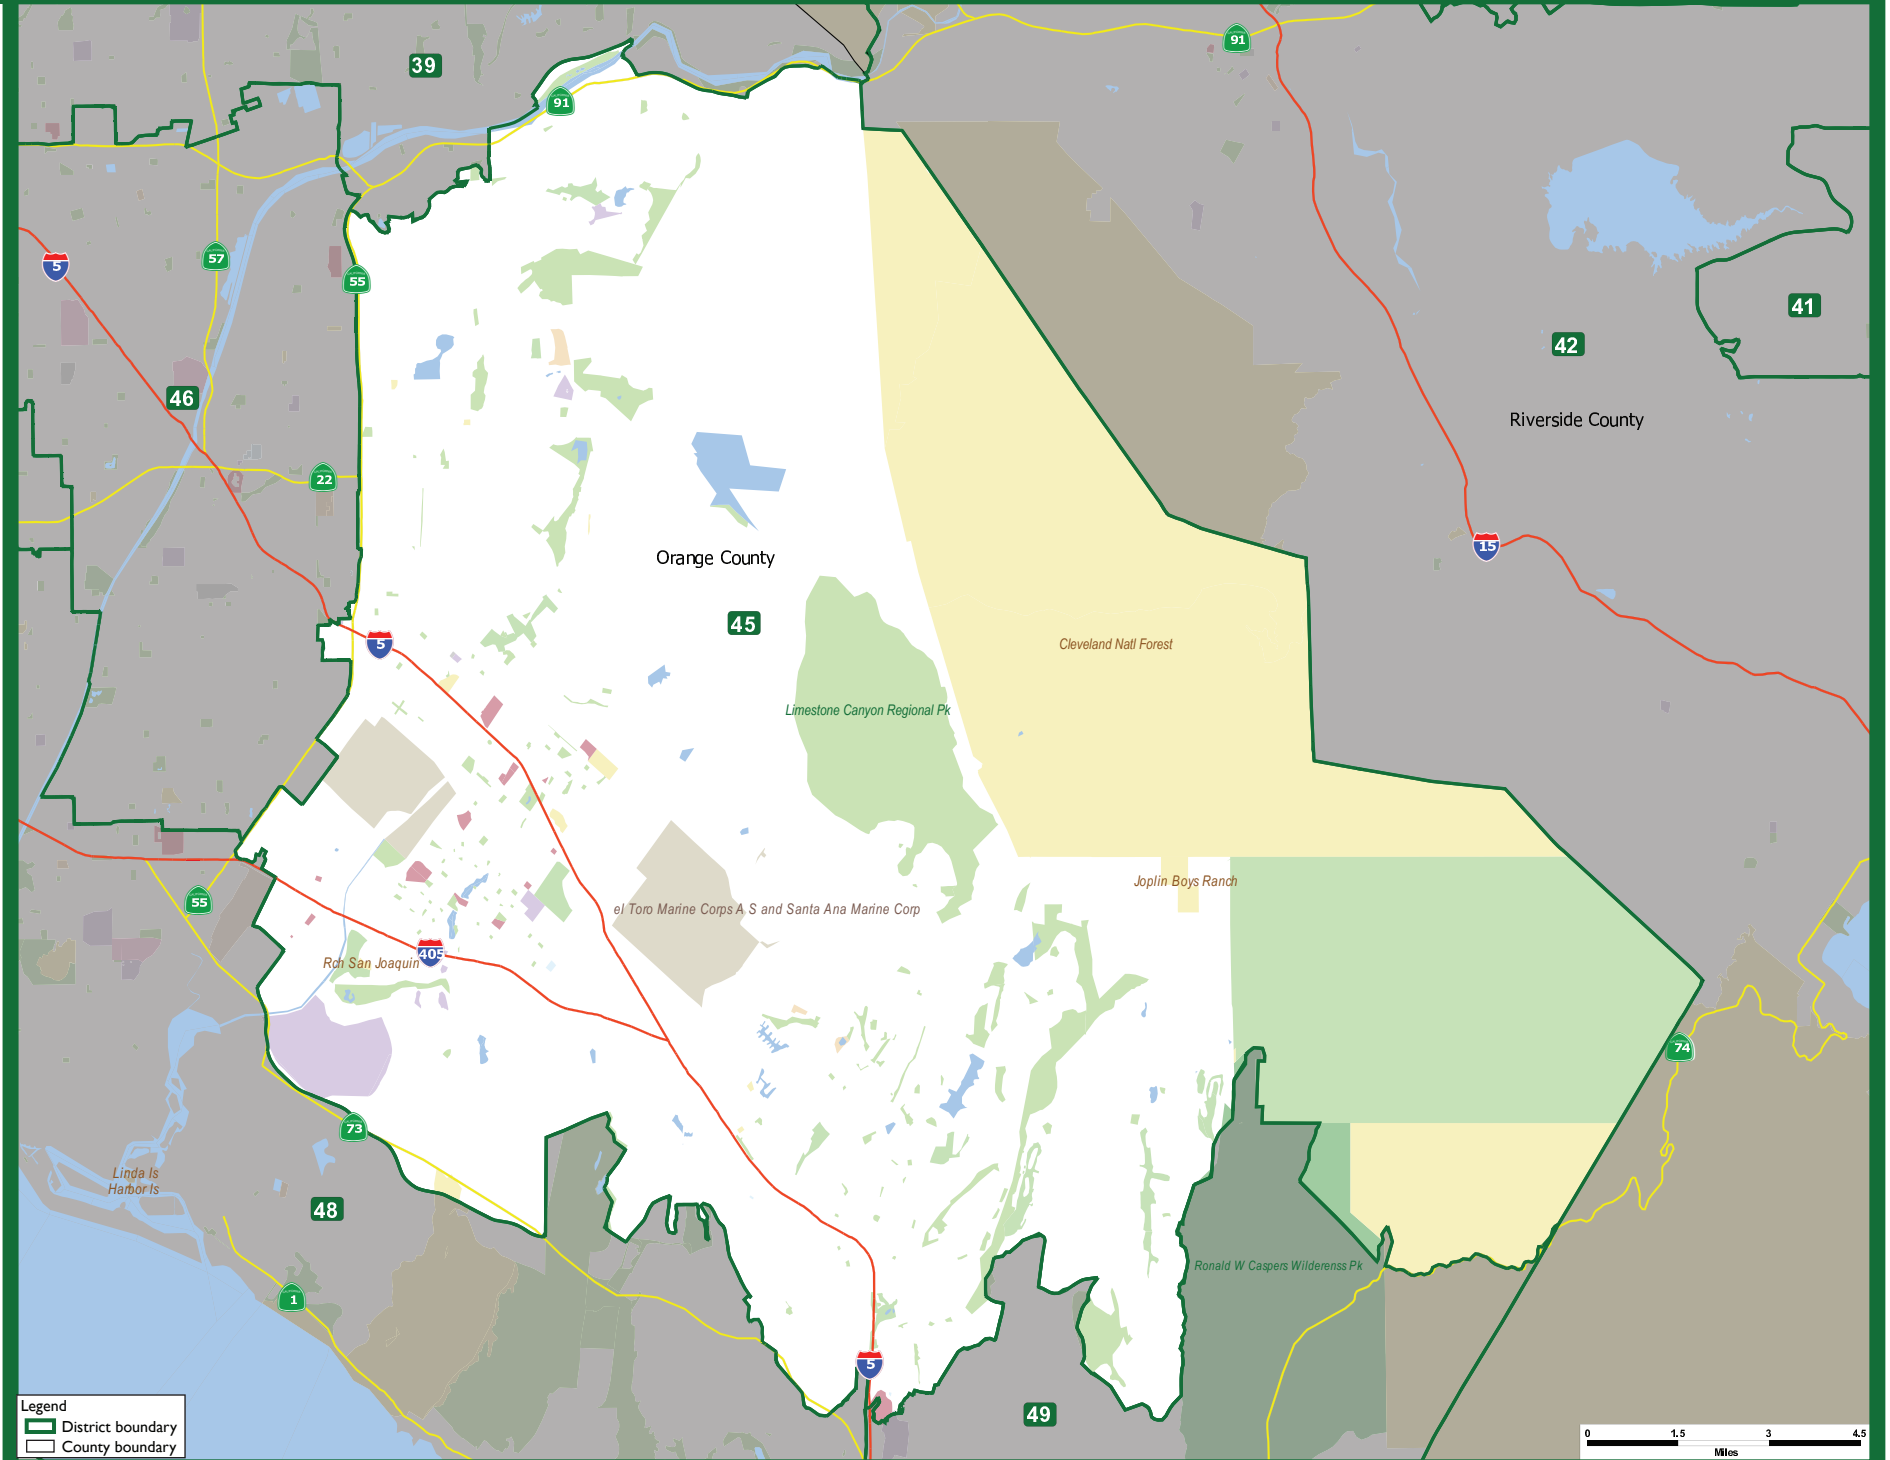 39
91
91
57
5
55
41
42
46
Riverside County
22
15
Orange County
45
5
Cleveland Natl Forest
Limestone Canyon Regional Pk
Joplin Boys Ranch
55
el Toro Marine Corps A S and Santa Ana Marine Corp
405
Rch San Joaquin
74
73
Linda Is
Harbor Is
48
Ronald W Caspers Wilderenss Pk
1
5
49
Legend
District boundary
County boundary
0 1.5 3 4.5
Miles